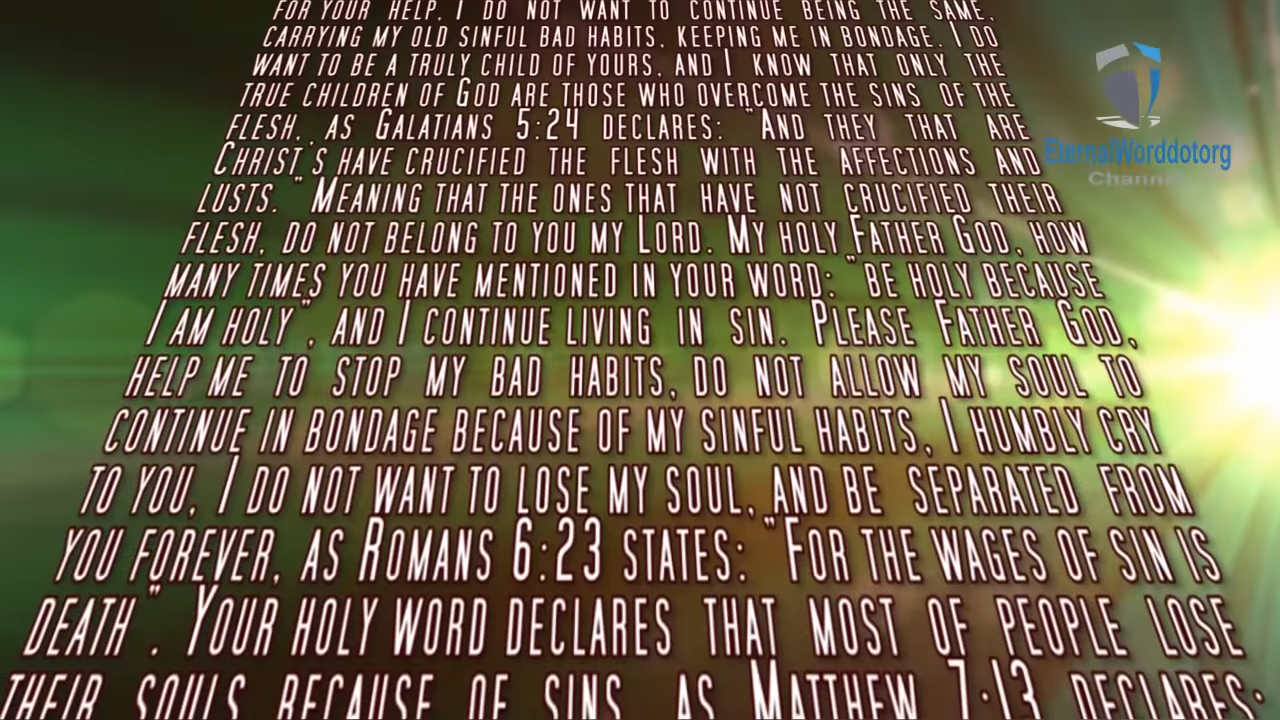 FOR YOUR HELP. I DO NOT WANT TO CONTINUE BEING THE SAME,
CARRYING MY OLD SINFUL BAD HABITS, KEEPING ME IN BONDAGE. I DO
WANT TO BE A TRULY CHILD OF YOURS, AND I KNOW THAT ONLY THE
TRUE CHILDREN OF GOD ARE THOSE WHO OVERCOME THE SINS OF THE
FLESH, AS GALATIANS 5:24 DECLARES: "AND THEY THAT ARE
CHRIST'S HAVE CRUCIFIED THE FLESH WITH THE AFFECTIONS AND
LUSTS." MEANING THAT THE ONES THAT HAVE NOT CRUCIFIED THEIR
FLESH, DO NOT BELONG TO YOU MY LORD. MY HOLY FATHER GOD, HOW
MANY TIMES YOU HAVE MENTIONED IN YOUR WORD: "BE HOLY BECAUSE
I AM HOLY", AND I CONTINUE LIVING IN SIN. PLEASE FATHER GOD,
HELP ME TO STOP MY BAD HABITS, DO NOT ALLOW MY SOUL TO
CONTINUE IN BONDAGE BECAUSE OF MY SINFUL HABITS, I HUMBLY CRY
TO YOU, I DO NOT WANT TO LOSE MY SOUL, AND BE SEPARATED FROM
YOU FOREVER, AS ROMANS 6:23 STATES: "FOR THE WAGES OF SIN IS
DEATH". YOUR HOLY WORD DECLARES THAT MOST OF PEOPLE LOSE
THEIR SOULS BECAUSE OF SINS, AS MATTHEW 7:13 DECLARES:
EternalWorddotorg
Channel